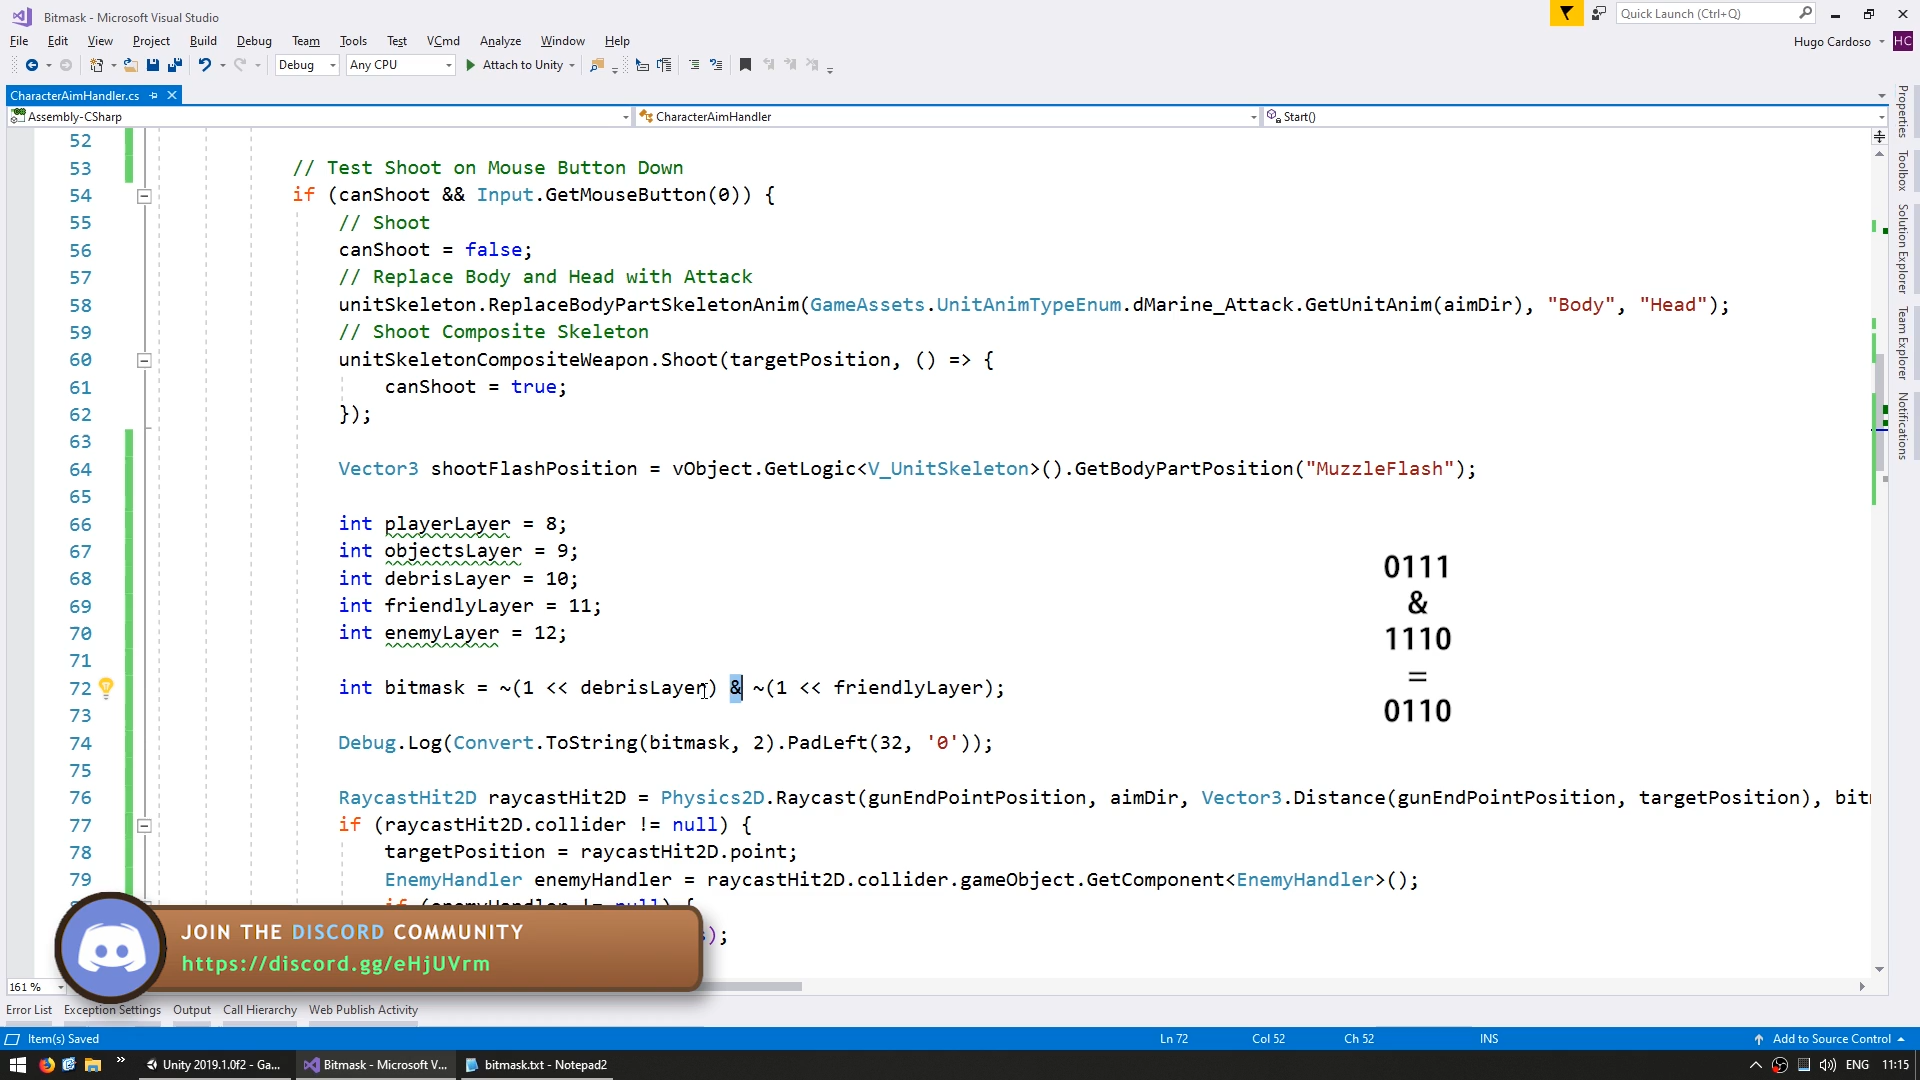 Bitmask - Microsoft Visual Studio
Quick Launch (Ctrl+Q)
File Edit View Project Build Debug Team Tools Test VCmd Analyze Window Help
Hugo Cardoso HC
Debug Any CPU Attach to Unity
CharacterAimHandler.cs
Assembly-CSharp CharacterAimHandler Start()
52
53 // Test Shoot on Mouse Button Down
54 if (canShoot && Input.GetMouseButton(0)) {
55 // Shoot
56 canShoot = false;
57 // Replace Body and Head with Attack
58 unitSkeleton.ReplaceBodyPartSkeletonAnim(GameAssets.UnitAnimTypeEnum.dMarine_Attack.GetUnitAnim(aimDir), "Body", "Head");
59 // Shoot Composite Skeleton
60 unitSkeletonCompositeWeapon.Shoot(targetPosition, () => {
61 canShoot = true;
62 });
63
64 Vector3 shootFlashPosition = vObject.GetLogic<V_UnitSkeleton>().GetBodyPartPosition("MuzzleFlash");
65
66 int playerLayer = 8;
67 int objectsLayer = 9;
68 int debrisLayer = 10;
69 int friendlyLayer = 11;
70 int enemyLayer = 12;
71
72 int bitmask = ~(1 << debrisLayer) & ~(1 << friendlyLayer);
73
74 Debug.Log(Convert.ToString(bitmask, 2).PadLeft(32, '0'));
75
76 RaycastHit2D raycastHit2D = Physics2D.Raycast(gunEndPointPosition, aimDir, Vector3.Distance(gunEndPointPosition, targetPosition), bit
77 if (raycastHit2D.collider != null) {
78 targetPosition = raycastHit2D.point;
79 EnemyHandler enemyHandler = raycastHit2D.collider.gameObject.GetComponent<EnemyHandler>();
if (enemyHandler != null) {
);
0111
&
1110
=
0110
Properties
Toolbox
Solution Explorer
Team Explorer
Notifications
JOIN THE DISCORD COMMUNITY
https://discord.gg/eHjUVrm
161 %
Error List Exception Settings Output Call Hierarchy Web Publish Activity
Item(s) Saved Ln 72 Col 52 Ch 52 INS Add to Source Control
Unity 2019.1.0f2 - Ga... Bitmask - Microsoft V... bitmask.txt - Notepad2 ENG 11:15